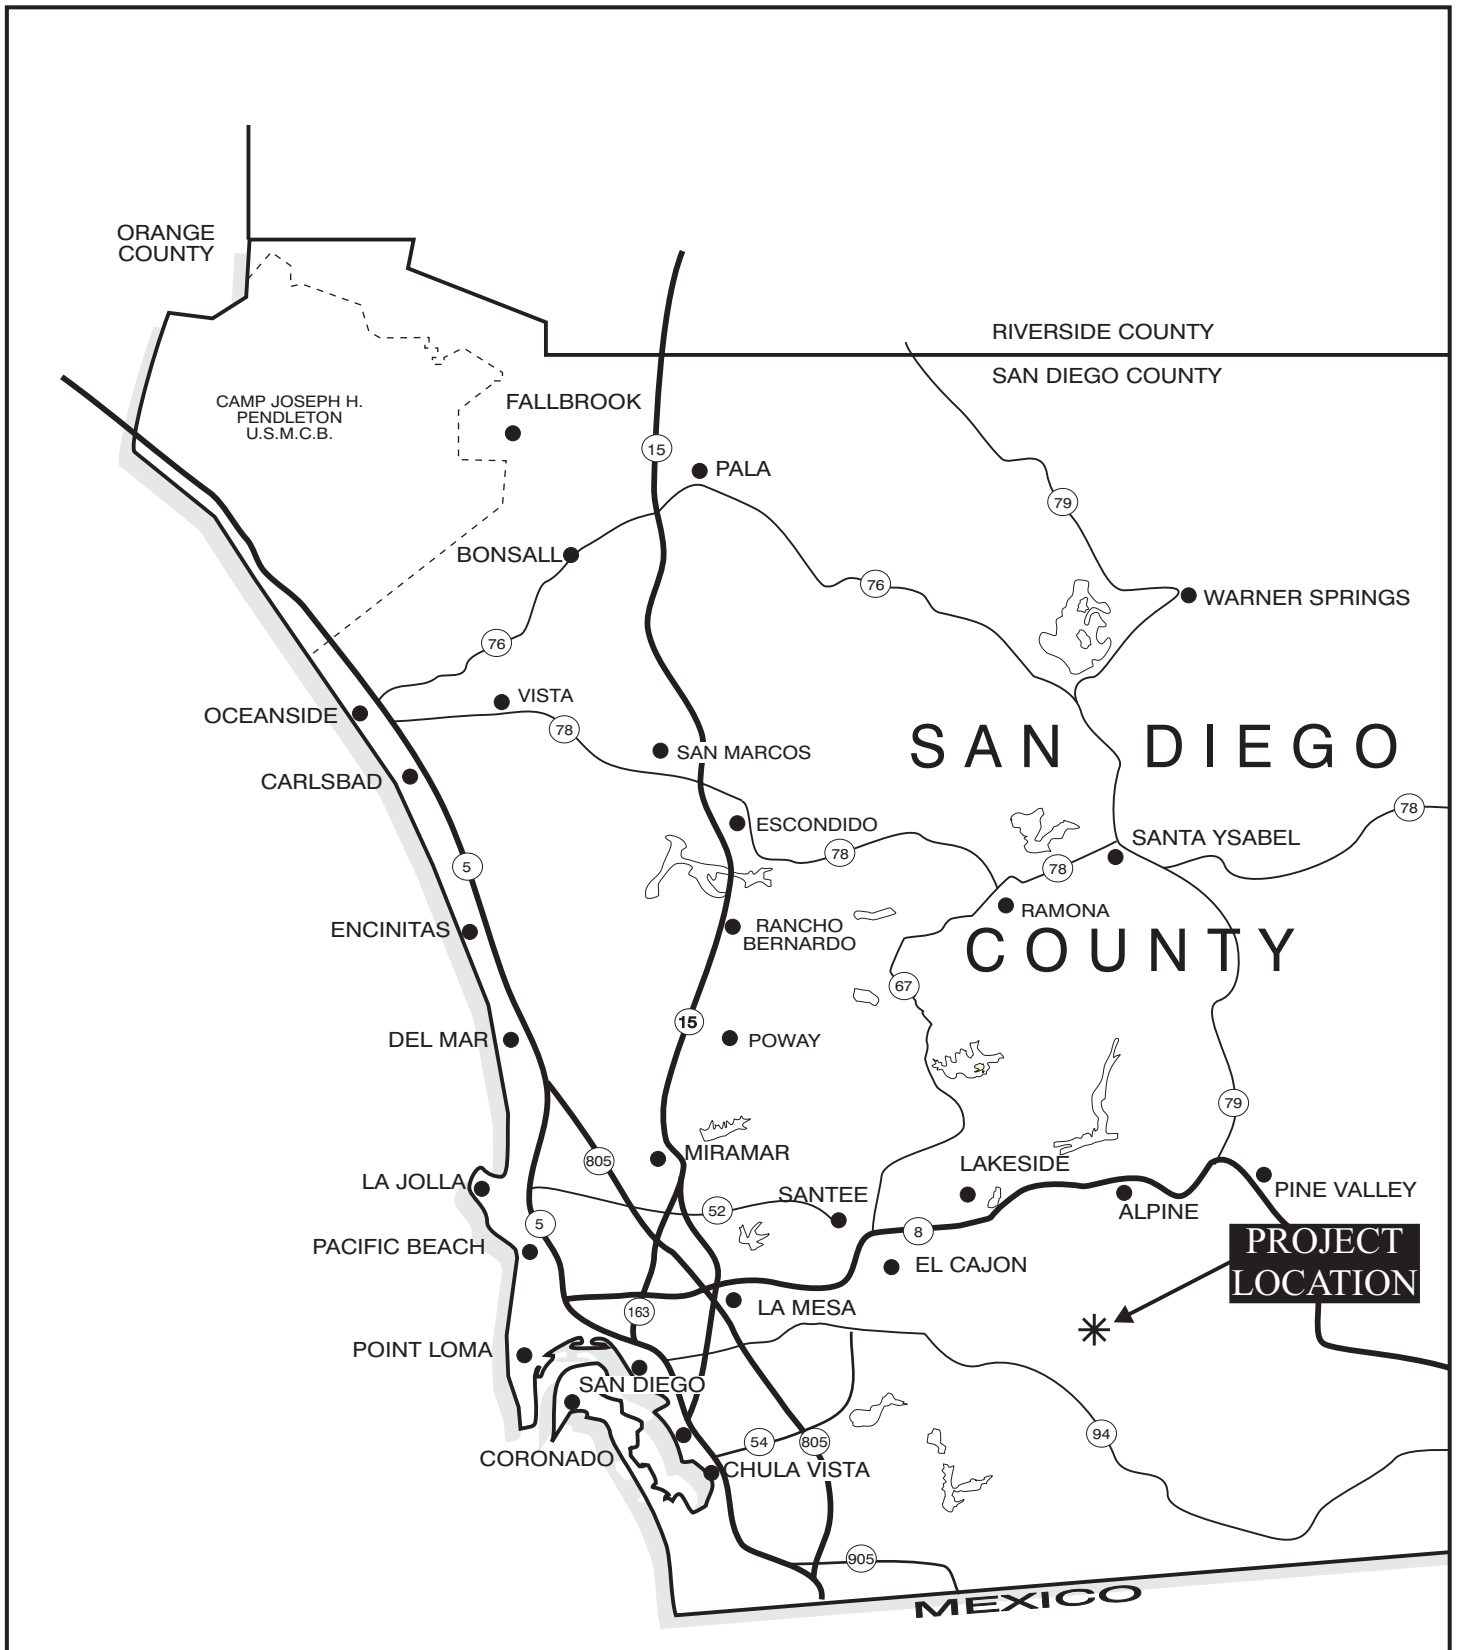 ORANGE
COUNTY
RIVERSIDE COUNTY
SAN DIEGO COUNTY
CAMP JOSEPH H.
PENDLETON
U.S.M.C.B.
FALLBROOK
15
PALA
79
BONSALL
76
WARNER SPRINGS
76
VISTA
OCEANSIDE
78
SAN MARCOS
SAN DIEGO
CARLSBAD
78
ESCONDIDO
SANTA YSABEL
78
5
78
RAMONA
ENCINITAS
RANCHO
BERNARDO
COUNTY
67
15
DEL MAR
POWAY
79
MIRAMAR
805
LAKESIDE
LA JOLLA
SANTEE
PINE VALLEY
52
ALPINE
5
8
PACIFIC BEACH
PROJECT
LOCATION
EL CAJON
163
LA MESA
POINT LOMA
SAN DIEGO
94
54
805
CORONADO
CHULA VISTA
905
MEXICO